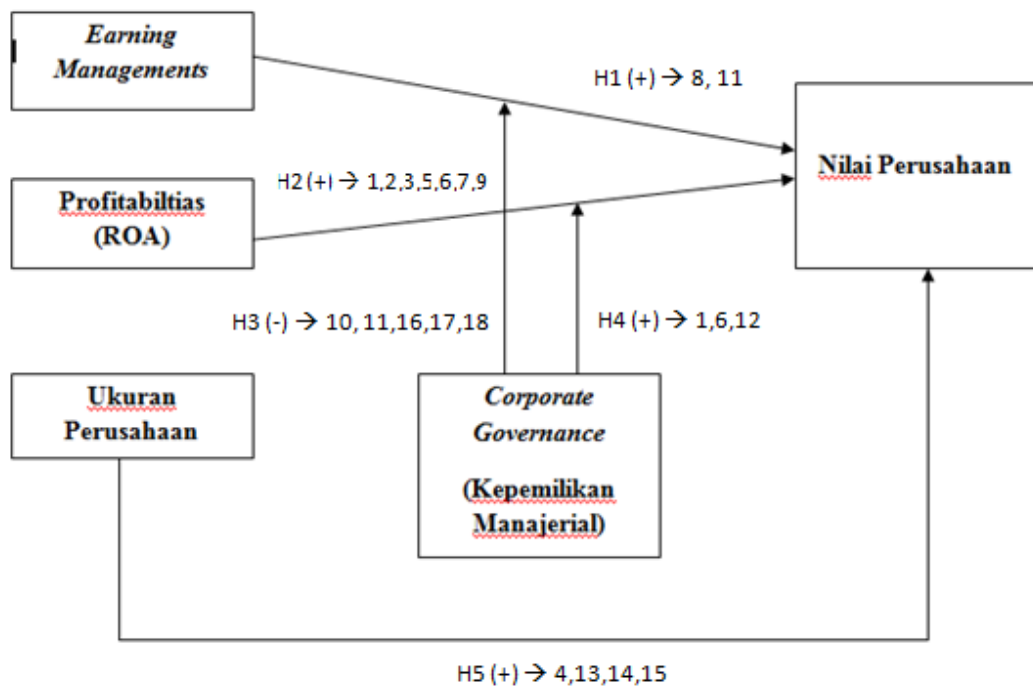 Earning
Managements
H1 (+) → 8, 11
Nilai Perusahaan
H2 (+) → 1,2,3,5,6,7,9
Profitabiltias
(ROA)
H3 (-) → 10, 11,16,17,18
H4 (+) → 1,6,12
Ukuran
Perusahaan
Corporate
Governance
(Kepemilikan
Manajerial)
H5 (+) → 4,13,14,15